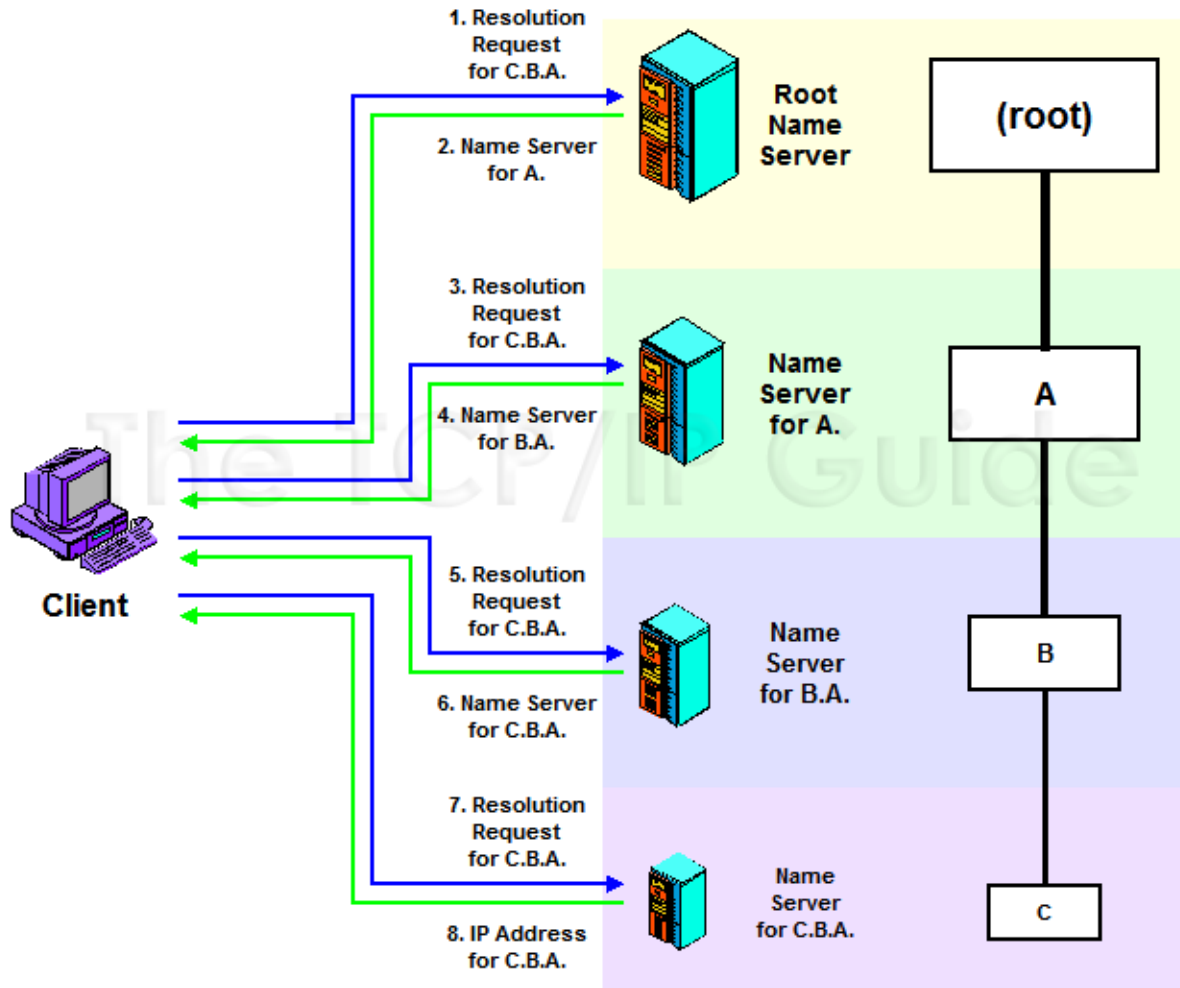 1. Resolution
Request
for C.B.A.
2. Name Server
for A.
Root
Name
Server
(root)
3. Resolution
Request
for C.B.A.
4. Name Server
for B.A.
Name
Server
for A.
A
The TCP/IP Guide
Client
5. Resolution
Request
for C.B.A.
6. Name Server
for C.B.A.
Name
Server
for B.A.
B
7. Resolution
Request
for C.B.A.
8. IP Address
for C.B.A.
Name
Server
for C.B.A.
C